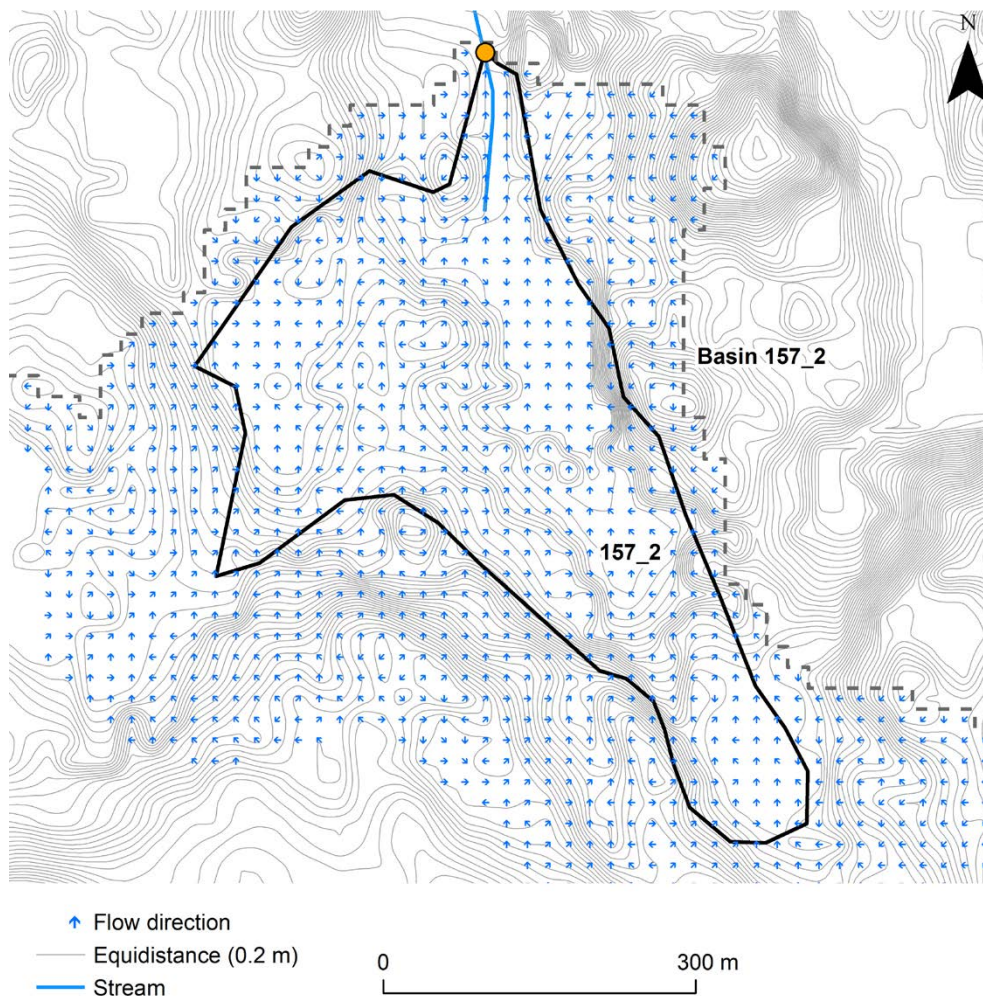 N
Basin 157_2
157_2
Flow direction
Equidistance (0.2 m)
Stream
0
300 m